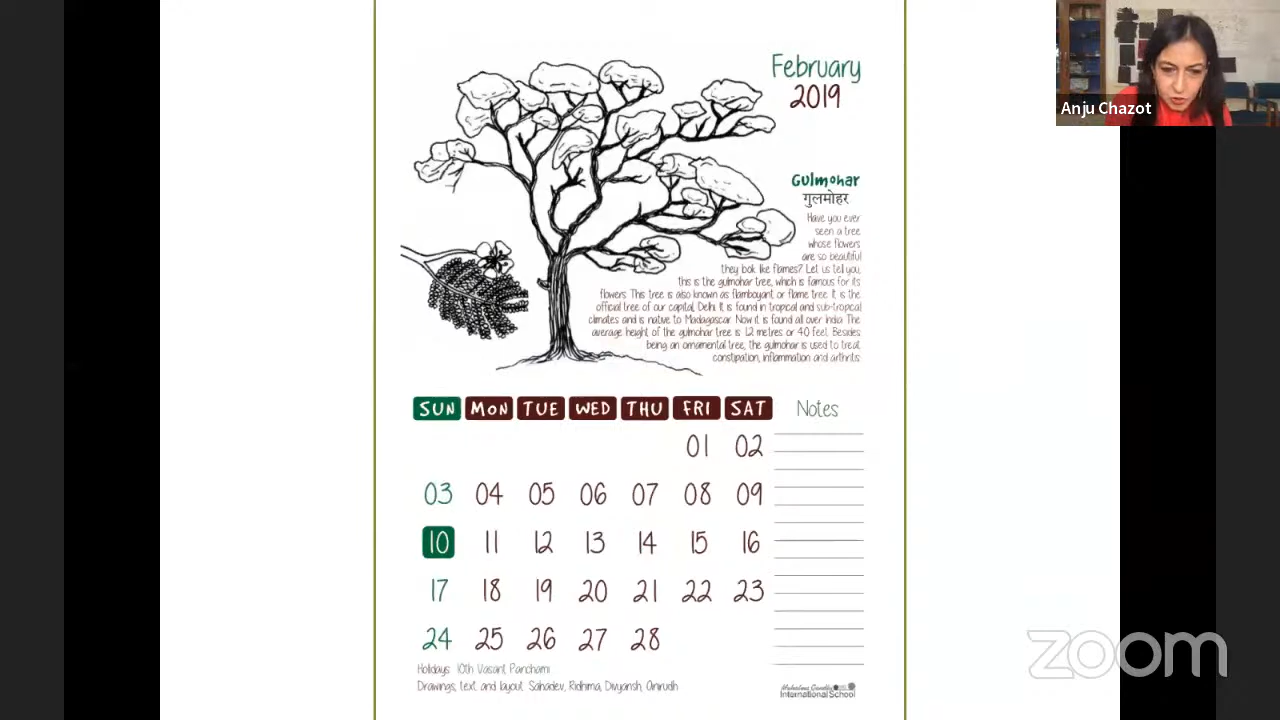 Anju Chazot
February
2019
Gulmohar
गुलमोहर
Have you ever
seen a tree
whose flowers
are so beautiful
they look like flames? Let us tell you,
this is the gulmohar tree, which is famous for its
flowers. This tree is also known as flamboyant or flame tree. It is the
official tree of our capital, Delhi. It is found in tropical and sub-tropical
climates and is native to Madagascar. Now it is found all over India. The
average height of the gulmohar tree is 12 metres or 40 feet. Besides
being an ornamental tree, the gulmohar is used to treat
constipation, inflammation and arthritis.
SUN MON TUE WED THU FRI SAT Notes
01 02
03 04 05 06 07 08 09
10 11 12 13 14 15 16
17 18 19 20 21 22 23
24 25 26 27 28
Holidays: 10th Vasant Panchami
Drawings, text and layout: Sahadev, Ridhima, Divyansh, Anirudh
Mahatma Gandhi
International School
zoom